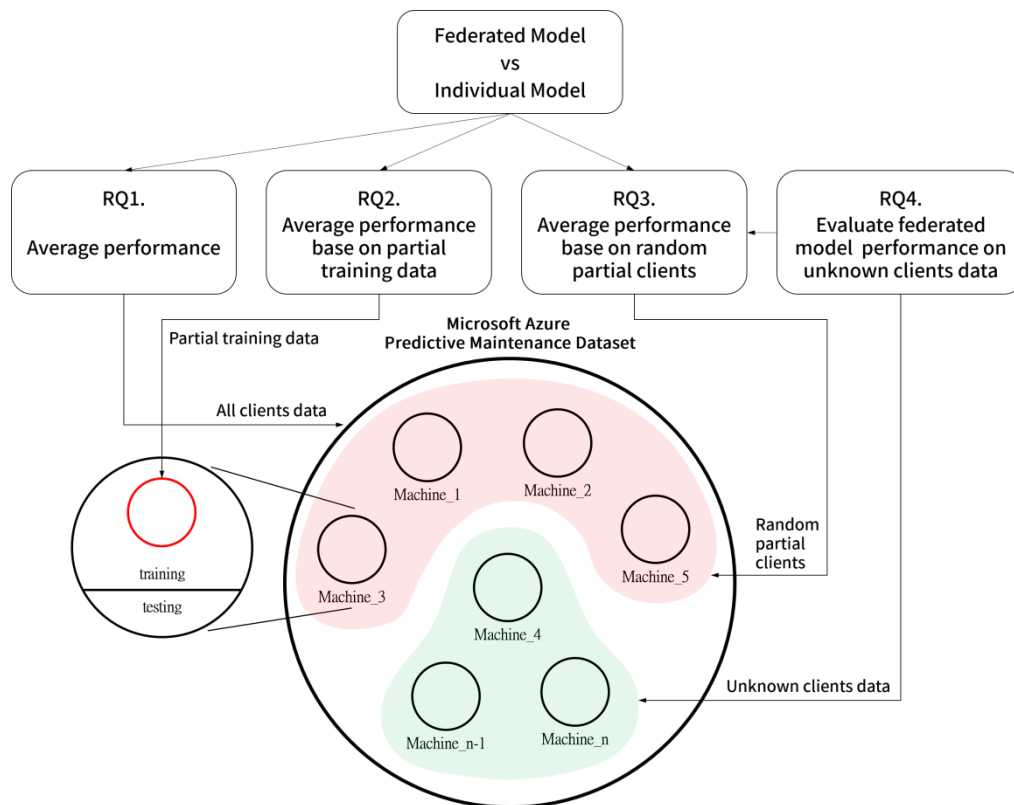 Federated Model
vs
Individual Model
RQ1.
Average performance
RQ2.
Average performance
base on partial
training data
RQ3.
Average performance
base on random
partial clients
RQ4.
Evaluate federated
model performance on
unknown clients data
Microsoft Azure
Predictive Maintenance Dataset
Partial training data
All clients data
Machine_1
Machine_2
Machine_3
Machine_5
training
testing
Random
partial
clients
Machine_4
Machine_n-1
Machine_n
Unknown clients data